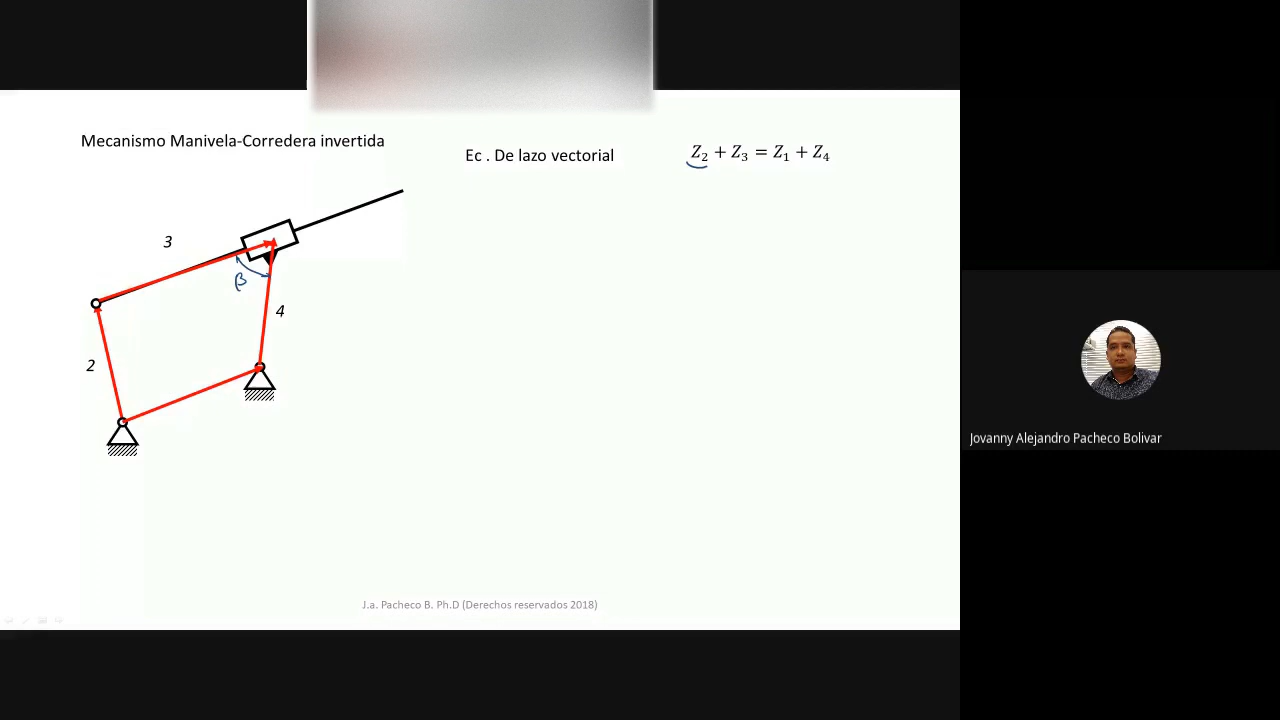 Mecanismo Manivela-Corredera invertida
Ec . De lazo vectorial
Z₂ + Z₃ = Z₁ + Z₄
3
β
4
2
Jovanny Alejandro Pacheco Bolivar
J.a. Pacheco B. Ph.D (Derechos reservados 2018)